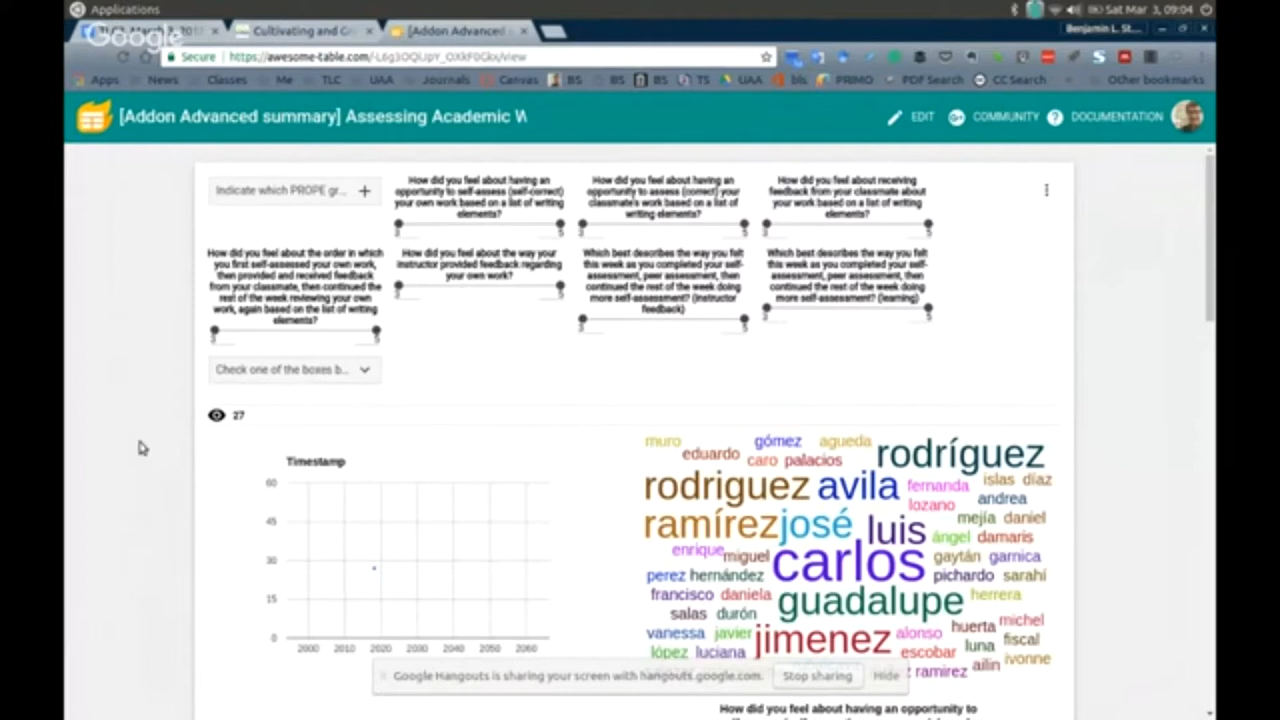 Applications
Sat Mar 3, 09:04
Google
Cultivating and Gr
[Addon Advanced s
Benjamin L. St...
Secure
https://awesome-table.com/
/view
Apps
News
Classes
Me
TLC
UAA
Journals
Canvas
BS
BS
BS
TS
UAA
bls
PRIMO
PDF Search
CC Search
Other bookmarks
[Addon Advanced summary] Assessing Academic W
EDIT
COMMUNITY
DOCUMENTATION
Indicate which PROPE gr...
How did you feel about having an
opportunity to self-assess (self-correct)
your own work based on a list of writing
elements?
How did you feel about having an
opportunity to assess (correct) your
classmate's work based on a list of
writing elements?
How did you feel about receiving
feedback from your classmate about
your work based on a list of writing
elements?
How did you feel about the order in which
you first self-assessed your own work,
then provided and received feedback
from your classmate, then continued the
rest of the week reviewing your own
work, again based on the list of writing
elements?
How did you feel about the way your
instructor provided feedback regarding
your own work?
Which best describes the way you felt
this week as you completed your self-
assessment, peer assessment, then
continued the rest of the week doing
more self-assessment? (instructor
feedback)
Which best describes the way you felt
this week as you completed your self-
assessment, peer assessment, then
continued the rest of the week doing
more self-assessment? (learning)
Check one of the boxes b...
27
Timestamp
60
45
30
15
0
2000 2010 2020 2030 2040 2050 2060
muro gómez agueda
eduardo caro palacios rodríguez
rodriguez avila fernanda islas díaz
lozano andrea
ramírez josé luis mejía daniel
ángel damaris
enrique miguel carlos gaytán garnica
perez hernández pichardo sarahí
francisco daniela guadalupe herrera
salas durón
vanessa javier jimenez alonso huerta michel
lópez luciana escobar luna fiscal
ramirez ailin ivonne
Google Hangouts is sharing your screen with hangouts.google.com.
Stop sharing
Hide
How did you feel about having an opportunity to